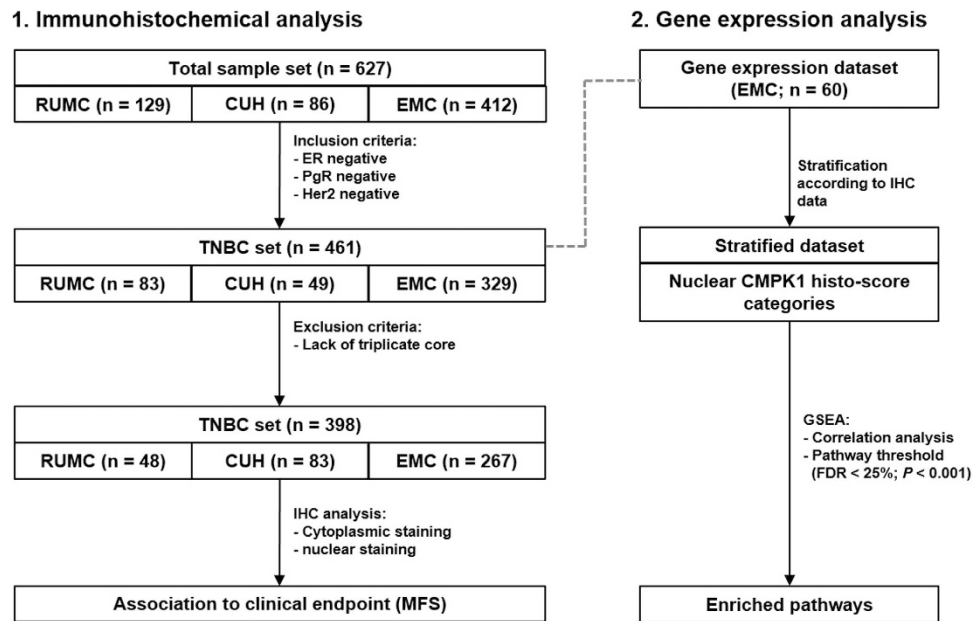 1. Immunohistochemical analysis
Total sample set (n = 627)
RUMC (n = 129)
CUH (n = 86)
EMC (n = 412)
Inclusion criteria:
- ER negative
- PgR negative
- Her2 negative
TNBC set (n = 461)
RUMC (n = 83)
CUH (n = 49)
EMC (n = 329)
Exclusion criteria:
- Lack of triplicate core
TNBC set (n = 398)
RUMC (n = 48)
CUH (n = 83)
EMC (n = 267)
IHC analysis:
- Cytoplasmic staining
- nuclear staining
Association to clinical endpoint (MFS)
2. Gene expression analysis
Gene expression dataset
(EMC; n = 60)
Stratification
according to IHC
data
Stratified dataset
Nuclear CMPK1 histo-score
categories
GSEA:
- Correlation analysis
- Pathway threshold
(FDR < 25%; P < 0.001)
Enriched pathways